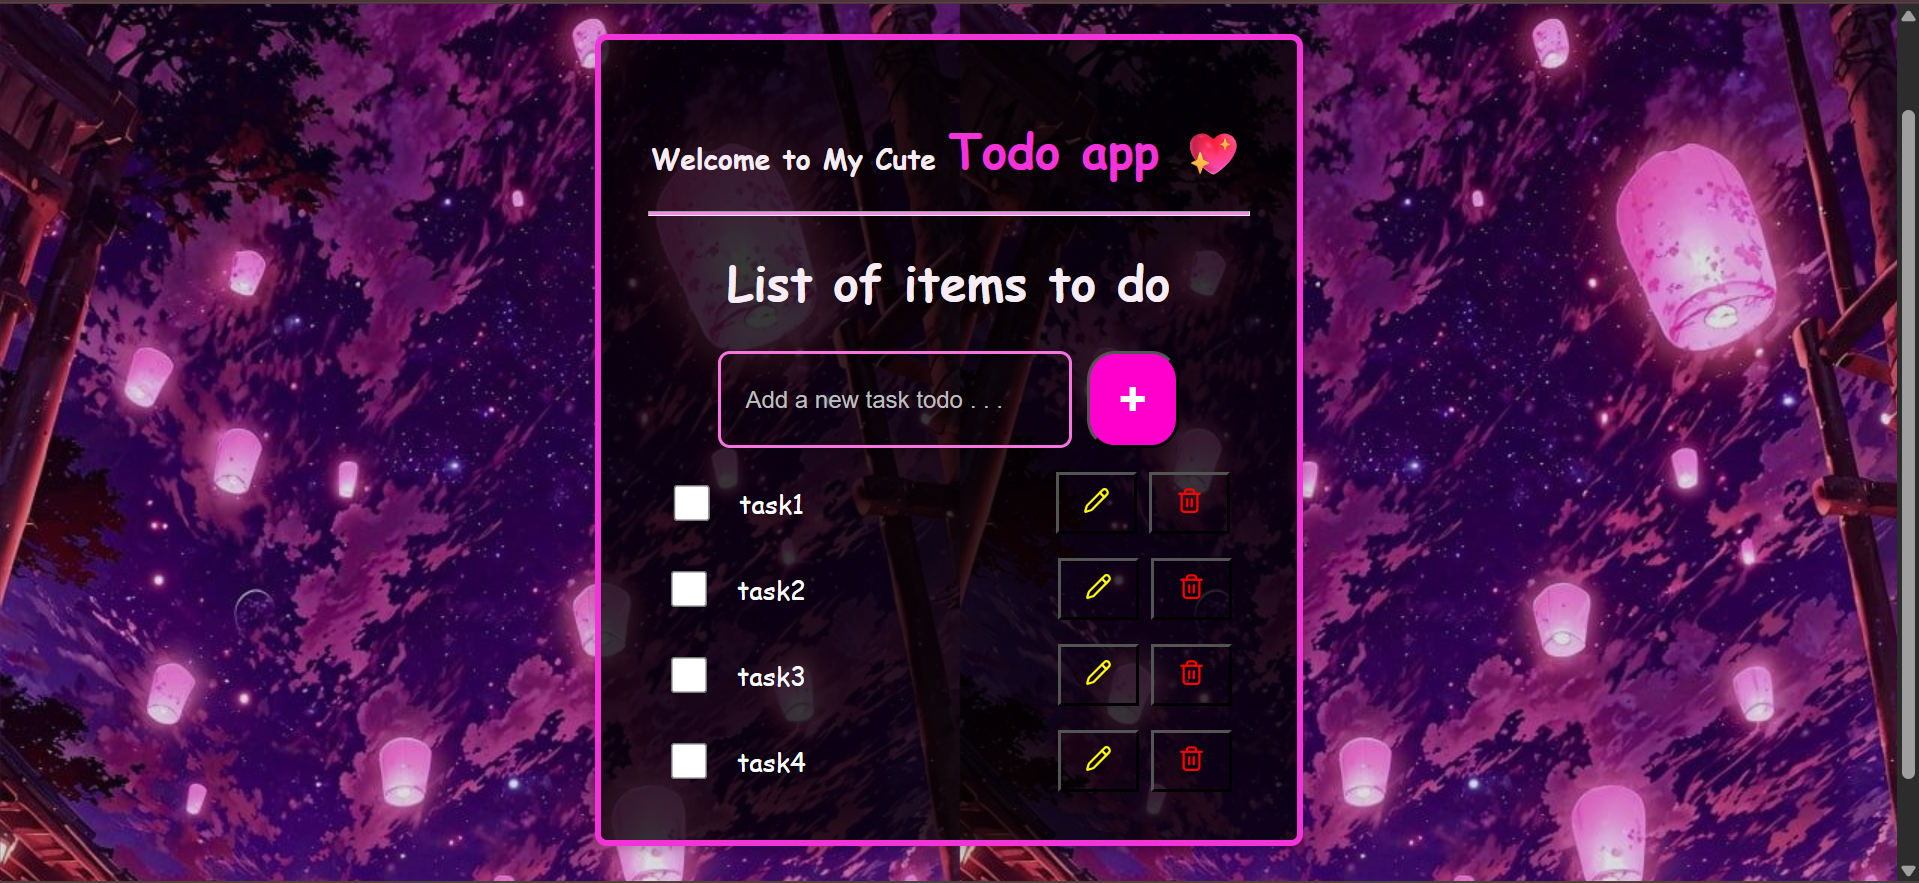 Welcome to My Cute Todo app 💖
List of items to do
Add a new task todo . . .
+
task1
task2
task3
task4